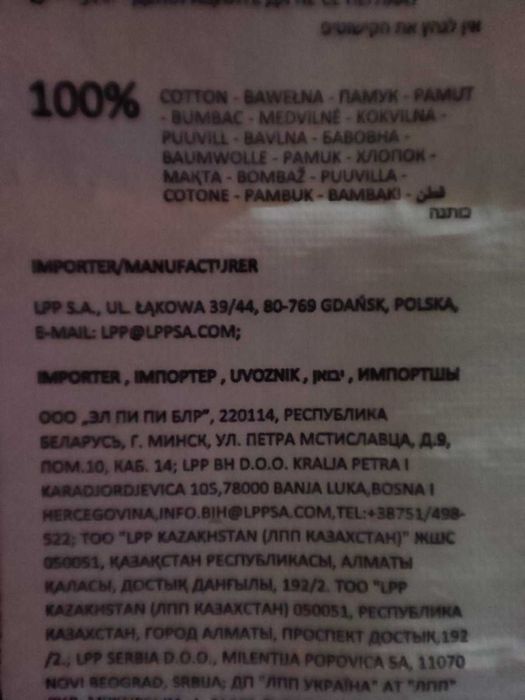 אין לגהץ את הקישוטים
100% COTTON - BAWEŁNA - ПАМУК - PAMUT
- BUMBAC - MEDVILNĖ - KOKVILNA -
PUUVILL - BAVLNA - БАВОВНА -
BAUMWOLLE - PAMUK - ХЛОПОК -
МАҚТА - BOMBAŽ - PUUVILLA -
COTONE - PAMBUK - BAMBAKI - قطن
כותנה
IMPORTER/MANUFACTURER
LPP S.A., UL. ŁĄKOWA 39/44, 80-769 GDAŃSK, POLSKA,
E-MAIL: LPP@LPPSA.COM;
IMPORTER , ІМПОРТЕР , UVOZNIK , יבואן , ИМПОРТШЫ
ООО „ЭЛ ПИ ПИ БЛР", 220114, РЕСПУБЛИКА
БЕЛАРУСЬ, Г. МИНСК, УЛ. ПЕТРА МСТИСЛАВЦА, Д.9,
ПОМ.10, КАБ. 14; LPP BH D.O.O. KRALJA PETRA I
KARADJORDJEVICA 105,78000 BANJA LUKA,BOSNA I
HERCEGOVINA,INFO.BIH@LPPSA.COM,TEL:+38751/498-
522; ТОО "LPP KAZAKHSTAN (ЛПП КАЗАХСТАН)" ЖШС
050051, ҚАЗАҚСТАН РЕСПУБЛИКАСЫ, АЛМАТЫ
ҚАЛАСЫ, ДОСТЫҚ ДАНҒЫЛЫ, 192/2. ТОО "LPP
KAZAKHSTAN (ЛПП КАЗАХСТАН) 050051, РЕСПУБЛИКА
КАЗАХСТАН, ГОРОД АЛМАТЫ, ПРОСПЕКТ ДОСТЫК,192
/2.; LPP SERBIA D.O.O., MILENTIJA POPOVICA 5A, 11070
NOVI BEOGRAD, SRBIJA; ДП "ЛПП УКРАЇНА" АТ "ЛПП"